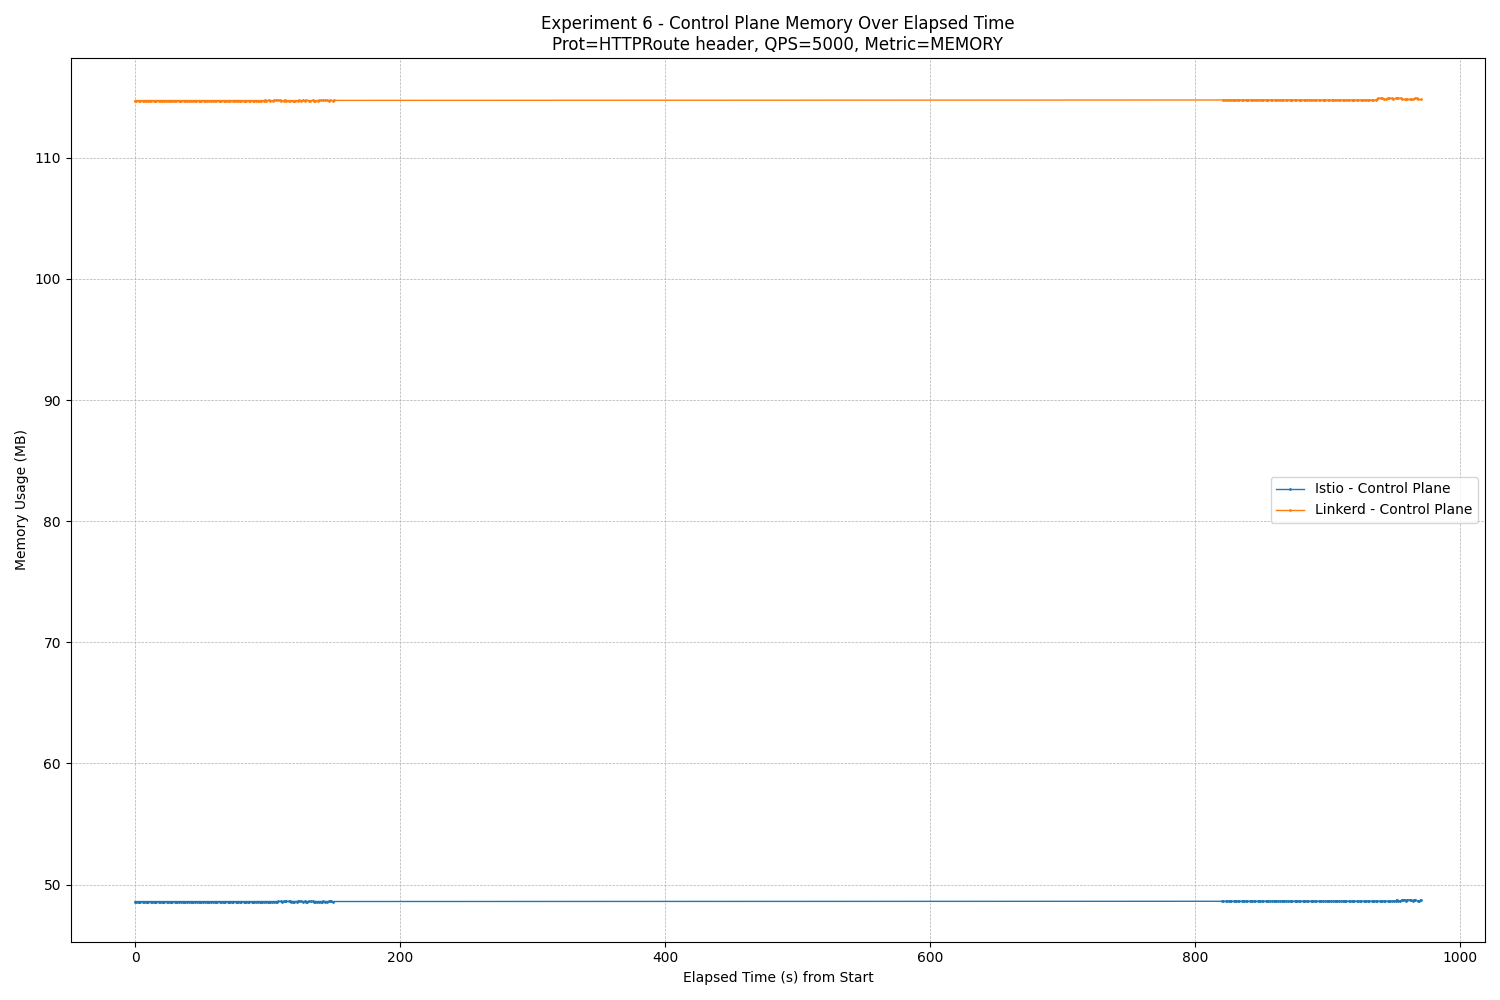 Experiment 6 - Control Plane Memory Over Elapsed Time
Prot=HTTPRoute header, QPS=5000, Metric=MEMORY
Memory Usage (MB)
110
100
90
80
70
60
50
Istio - Control Plane
Linkerd - Control Plane
0
200
400
600
800
1000
Elapsed Time (s) from Start